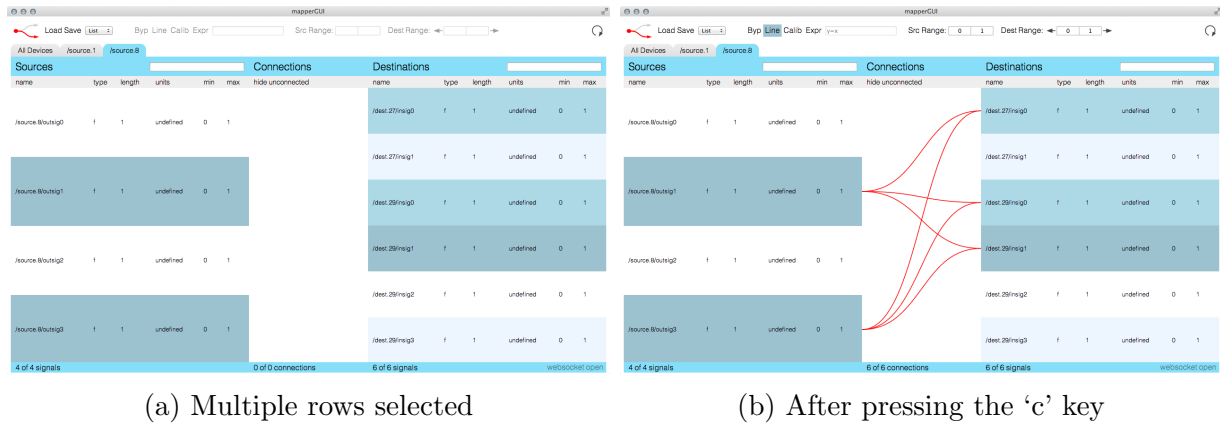 mapperGUI
Load Save List Byp Line Calib Expr Src Range: Dest Range:
All Devices /source.1 /source.8
Sources Connections Destinations
name type length units min max hide unconnected name type length units min max
/dest.27/insig0 f 1 undefined 0 1
/source.8/outsig0 f 1 undefined 0 1
/dest.27/insig1 f 1 undefined 0 1
/source.8/outsig1 f 1 undefined 0 1
/dest.29/insig0 f 1 undefined 0 1
/dest.29/insig1 f 1 undefined 0 1
/source.8/outsig2 f 1 undefined 0 1
/dest.29/insig2 f 1 undefined 0 1
/source.8/outsig3 f 1 undefined 0 1
/dest.29/insig3 f 1 undefined 0 1
4 of 4 signals 0 of 0 connections 6 of 6 signals websocket open
(a) Multiple rows selected
mapperGUI
Load Save List Byp Line Calib Expr y=x Src Range: 0 1 Dest Range: 0 1
All Devices /source.1 /source.8
Sources Connections Destinations
name type length units min max hide unconnected name type length units min max
/dest.27/insig0 f 1 undefined 0 1
/source.8/outsig0 f 1 undefined 0 1
/dest.27/insig1 f 1 undefined 0 1
/source.8/outsig1 f 1 undefined 0 1
/dest.29/insig0 f 1 undefined 0 1
/dest.29/insig1 f 1 undefined 0 1
/source.8/outsig2 f 1 undefined 0 1
/dest.29/insig2 f 1 undefined 0 1
/source.8/outsig3 f 1 undefined 0 1
/dest.29/insig3 f 1 undefined 0 1
4 of 4 signals 6 of 6 connections 6 of 6 signals websocket open
(b) After pressing the ‘c’ key